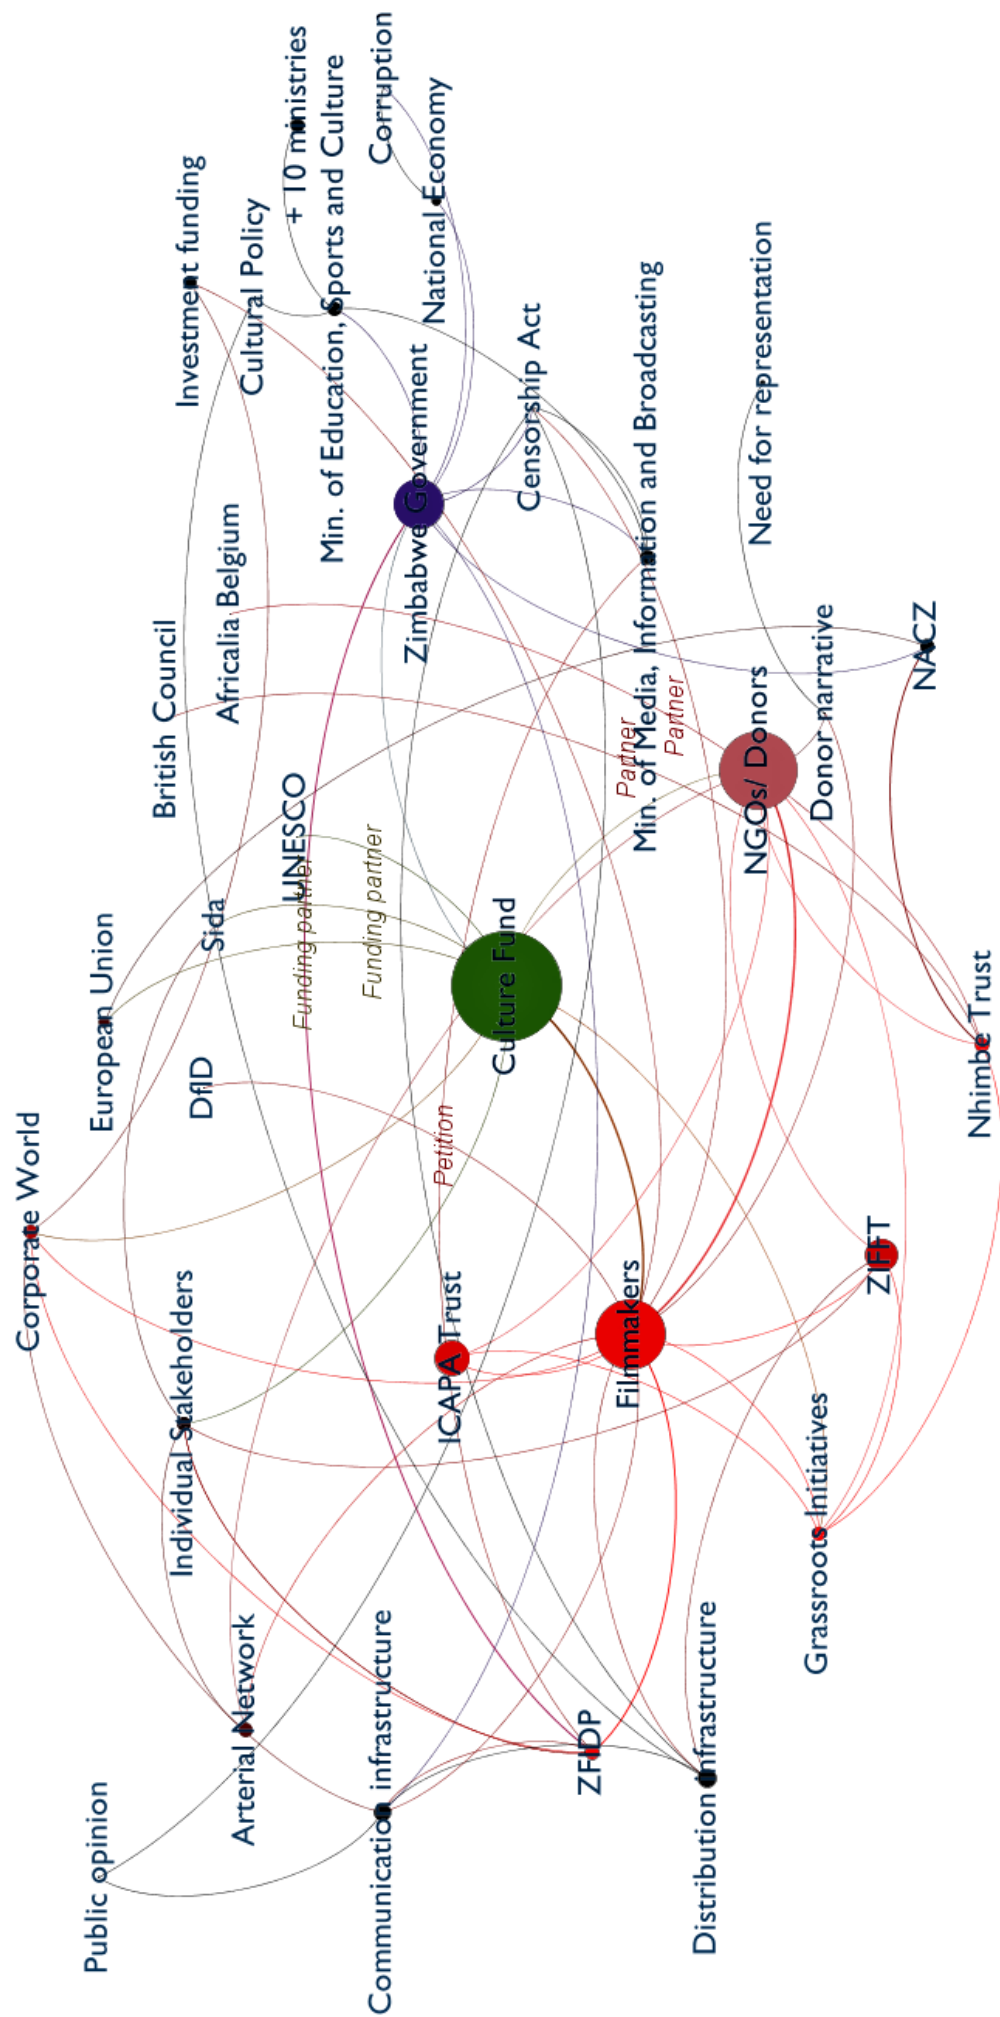 Corporate World
Public opinion
European Union
British Council
Investment funding
Individual Stakeholders
DfID
Sida
Africalia Belgium
Cultural Policy
Arterial Network
UNESCO
+ 10 ministries
Funding partner
Min. of Education, Sports and Culture
Funding partner
Communication infrastructure
Corruption
Zimbabwe Government
National Economy
Petition
ICAPA Trust
Culture Fund
Censorship Act
ZFIDP
Filmmakers
Partner
Min. of Media, Information and Broadcasting
Partner
Distribution infrastructure
NGOs/ Donors
Need for representation
Grassroots Initiatives
Donor narrative
ZIFFT
NACZ
Nhimbe Trust